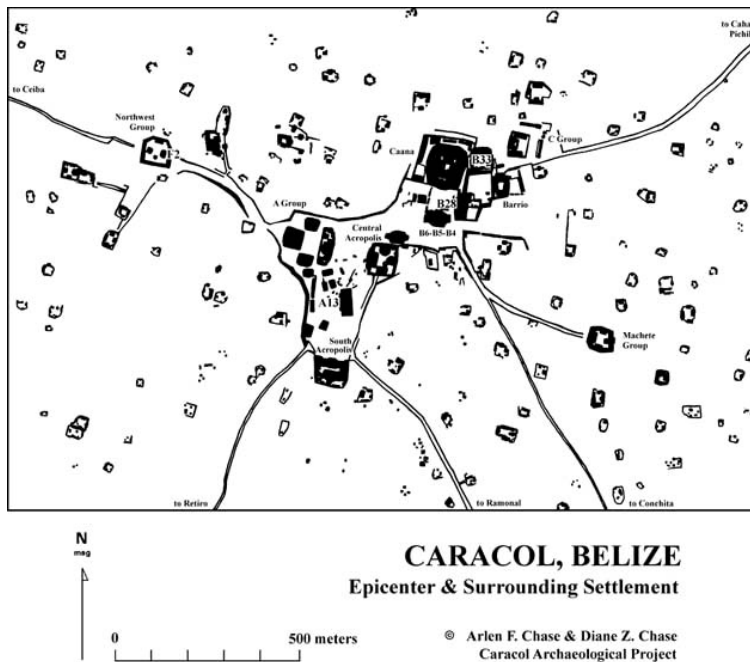 to Caha
Pichil
to Ceiba
Northwest
Group
F2
C Group
Caana
B33
B28
Barrio
A Group
Central
Acropolis
B6-B5-B4
A13
South
Acropolis
Machete
Group
to Retiro
to Ramonal
to Conchita
N
mag
CARACOL, BELIZE
Epicenter & Surrounding Settlement
0 500 meters
© Arlen F. Chase & Diane Z. Chase
Caracol Archaeological Project